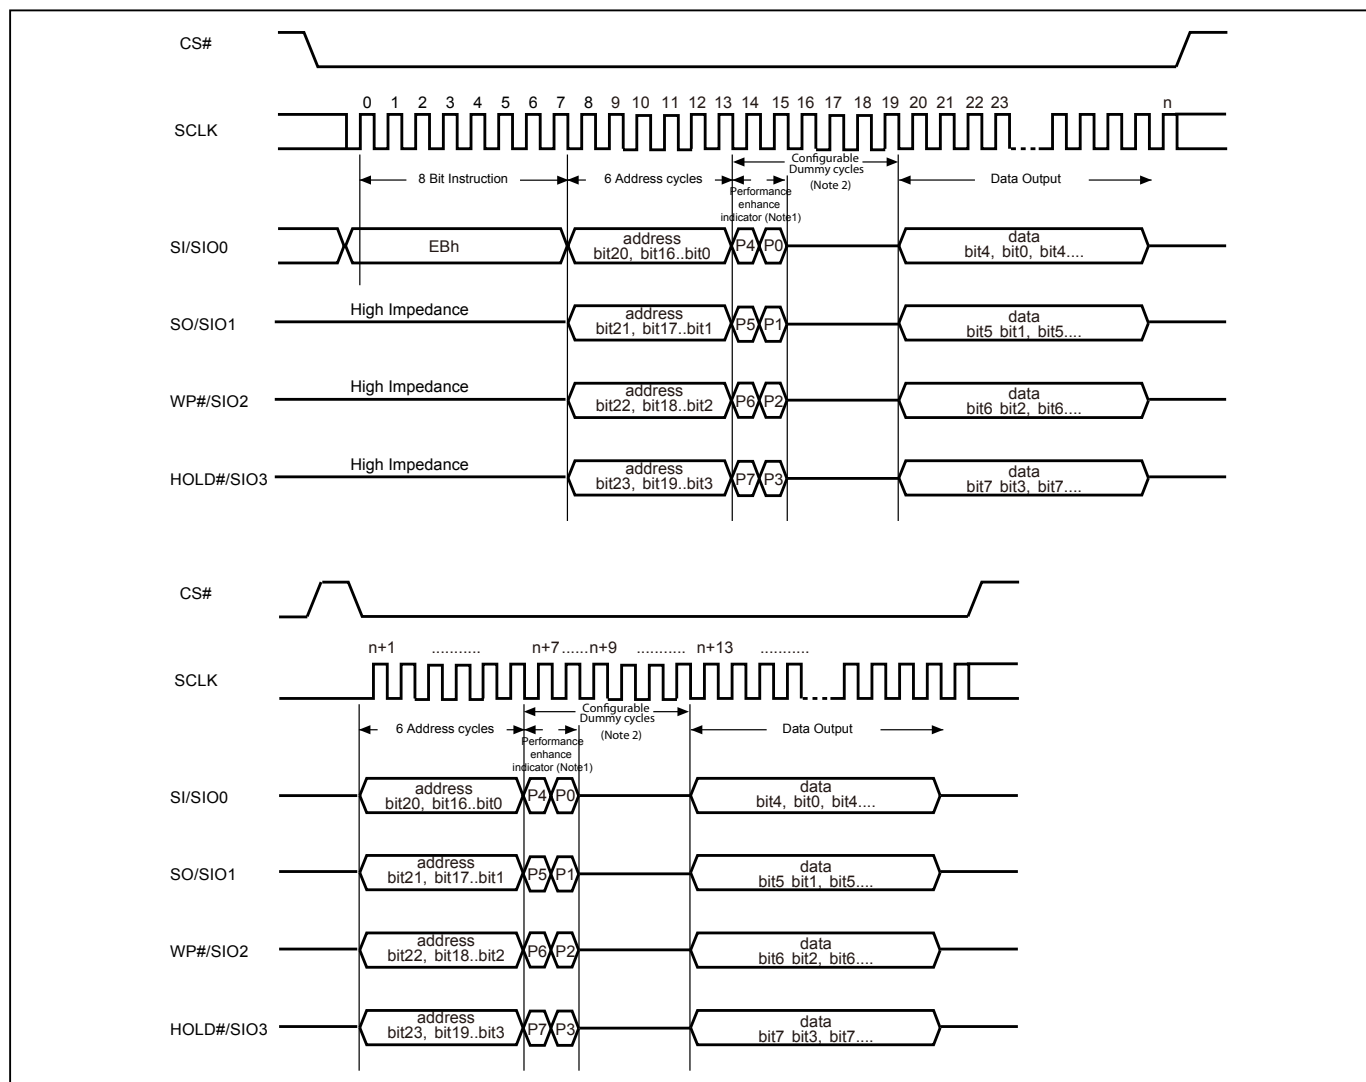 CS#
0 1 2 3 4 5 6 7 8 9 10 11 12 13 14 15 16 17 18 19 20 21 22 23 n
SCLK
Configurable
Dummy cycles
(Note 2)
8 Bit Instruction
6 Address cycles
Performance
enhance
indicator (Note1)
Data Output
SI/SIO0
EBh
address
bit20, bit16..bit0
P4 P0
data
bit4, bit0, bit4....
SO/SIO1
High Impedance
address
bit21, bit17..bit1
P5 P1
data
bit5 bit1, bit5....
WP#/SIO2
High Impedance
address
bit22, bit18..bit2
P6 P2
data
bit6 bit2, bit6....
HOLD#/SIO3
High Impedance
address
bit23, bit19..bit3
P7 P3
data
bit7 bit3, bit7....
CS#
n+1 ........... n+7 ......n+9 ........... n+13 ...........
SCLK
Configurable
Dummy cycles
(Note 2)
6 Address cycles
Performance
enhance
indicator (Note1)
Data Output
SI/SIO0
address
bit20, bit16..bit0
P4 P0
data
bit4, bit0, bit4....
SO/SIO1
address
bit21, bit17..bit1
P5 P1
data
bit5 bit1, bit5....
WP#/SIO2
address
bit22, bit18..bit2
P6 P2
data
bit6 bit2, bit6....
HOLD#/SIO3
address
bit23, bit19..bit3
P7 P3
data
bit7 bit3, bit7....